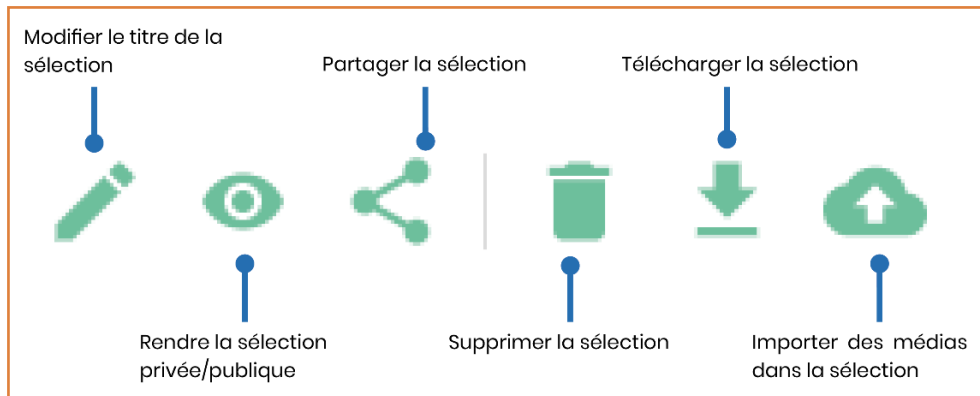 Modifier le titre de la
sélection
Partager la sélection
Télécharger la sélection
Rendre la sélection
privée/publique
Supprimer la sélection
Importer des médias
dans la sélection